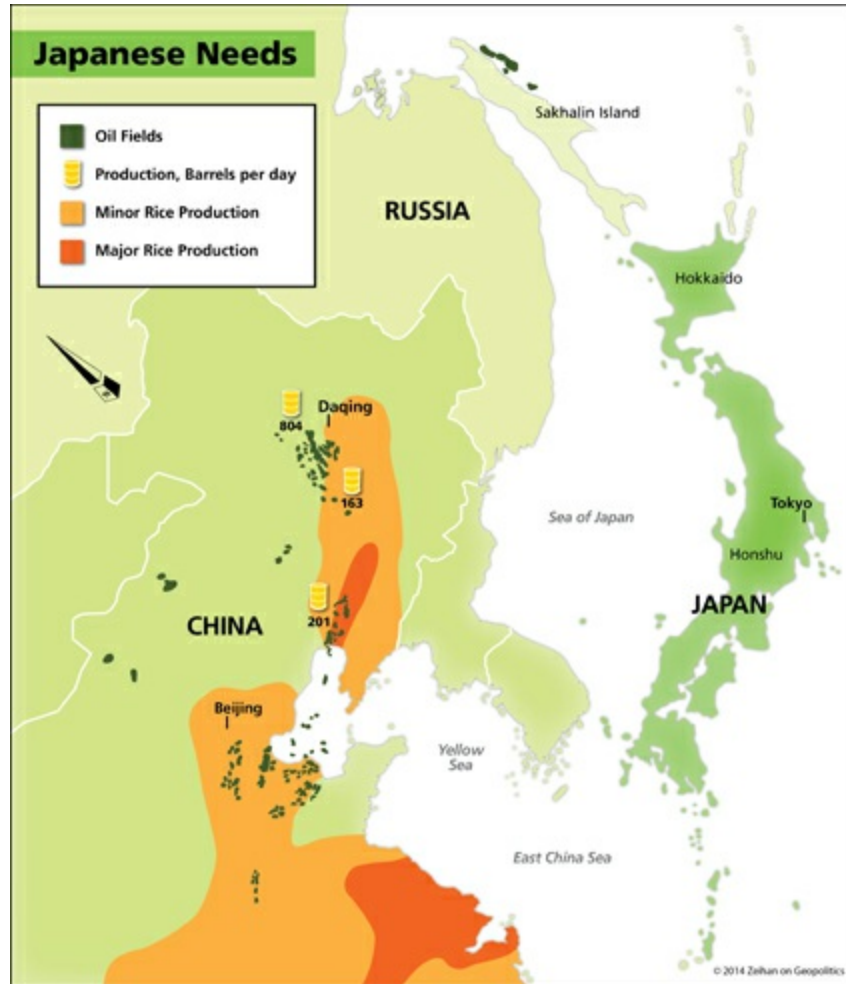 Japanese Needs
Oil Fields
Production, Barrels per day
Minor Rice Production
Major Rice Production
Sakhalin Island
RUSSIA
Hokkaido
Daqing
804
163
Sea of Japan
Tokyo
Honshu
JAPAN
201
CHINA
Beijing
Yellow
Sea
East China Sea
© 2014 Zeihan on Geopolitics